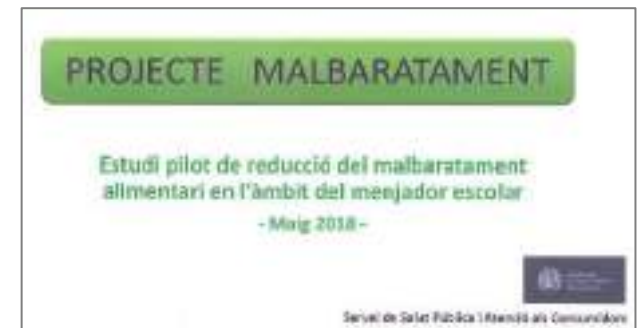 PROJECTE MALBARATAMENT
Estudi pilot de reducció del malbaratament
alimentari en l'àmbit del menjador escolar
- Maig 2018 -
Servei de Salut Pública i Atenció als Consumidors